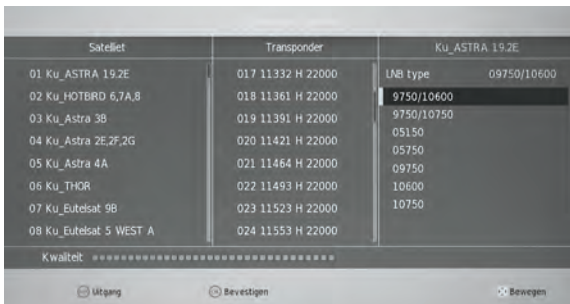 Satelliet Transponder Ku_ASTRA 19.2E
01 Ku_ASTRA 19.2E 017 11332 H 22000 LNB type 09750/10600
02 Ku_HOTBIRD 6,7A,8 018 11361 H 22000 9750/10600
03 Ku_Astra 3B 019 11391 H 22000 9750/10750
04 Ku_Astra 2E,2F,2G 020 11421 H 22000 05150
05 Ku_Astra 4A 021 11464 H 22000 05750
06 Ku_THOR 022 11493 H 22000 09750
07 Ku_Eutelsat 9B 023 11523 H 22000 10600
08 Ku_Eutelsat 5 WEST A 024 11553 H 22000 10750
Kwaliteit
Uitgang Bevestigen Bewegen